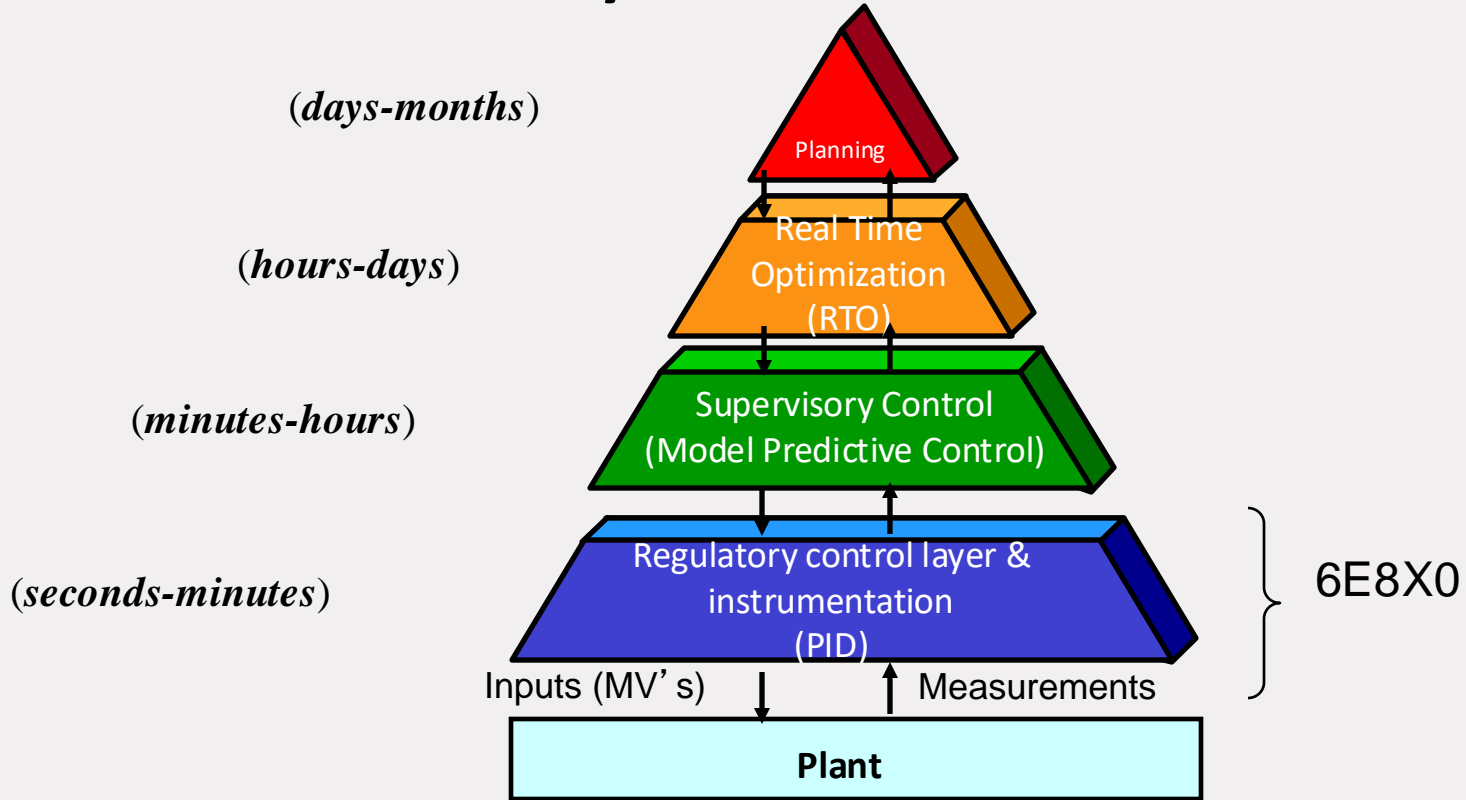 (days-months)
Planning
(hours-days)
Real Time
Optimization
(RTO)
(minutes-hours)
Supervisory Control
(Model Predictive Control)
(seconds-minutes)
Regulatory control layer &
instrumentation
(PID)
6E8X0
Inputs (MV's)
Measurements
Plant